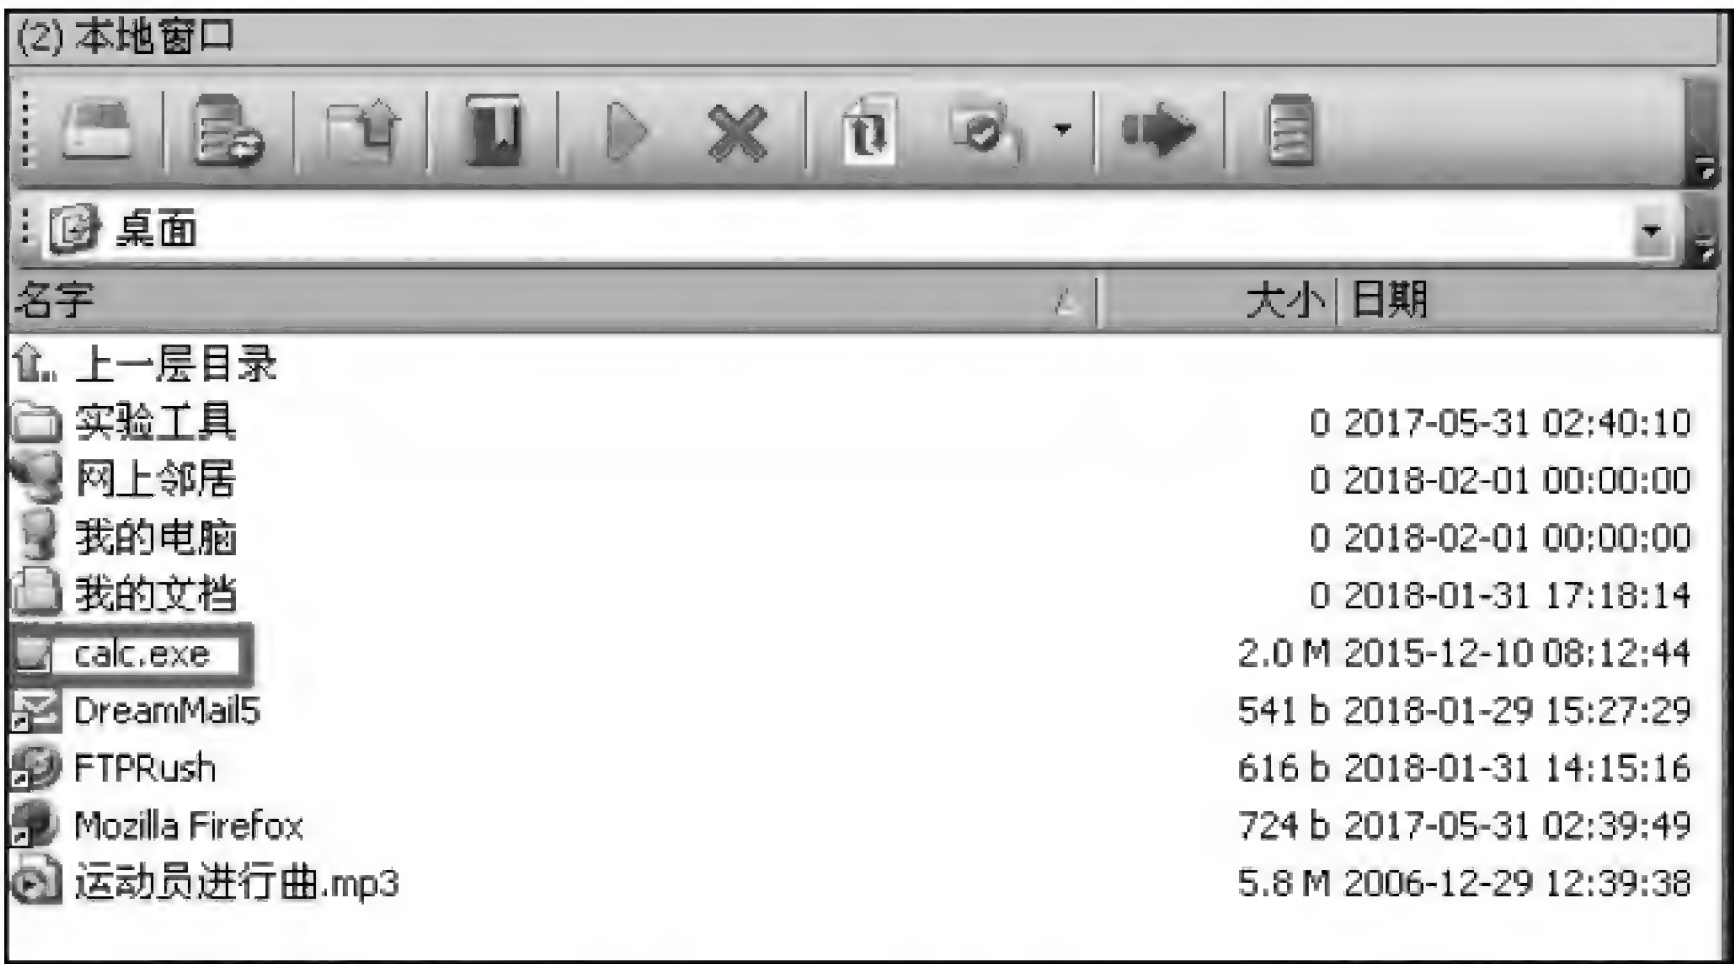 (2) 本地窗口
桌面
名字 大小 日期
上一层目录
实验工具 0 2017-05-31 02:40:10
网上邻居 0 2018-02-01 00:00:00
我的电脑 0 2018-02-01 00:00:00
我的文档 0 2018-01-31 17:18:14
calc.exe 2.0 M 2015-12-10 08:12:44
DreamMail5 541 b 2018-01-29 15:27:29
FTPRush 616 b 2018-01-31 14:15:16
Mozilla Firefox 724 b 2017-05-31 02:39:49
运动员进行曲.mp3 5.8 M 2006-12-29 12:39:38